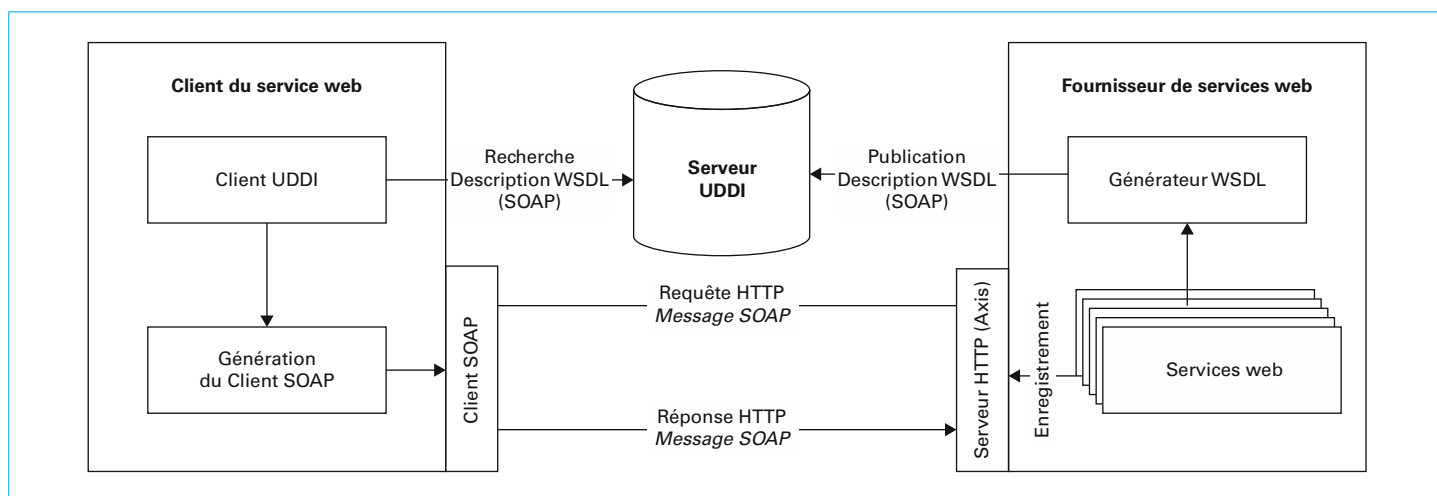 Client du service web
Client UDDI
Génération
du Client SOAP
Client SOAP
Recherche
Description WSDL
(SOAP)
Serveur
UDDI
Publication
Description WSDL
(SOAP)
Requête HTTP
Message SOAP
Réponse HTTP
Message SOAP
Fournisseur de services web
Générateur WSDL
Serveur HTTP (Axis)
Enregistrement
Services web